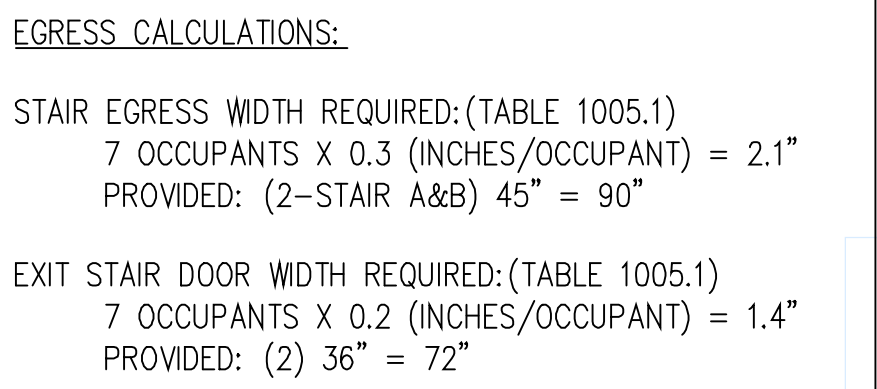 EGRESS CALCULATIONS:
STAIR EGRESS WIDTH REQUIRED:(TABLE 1005.1)
7 OCCUPANTS X 0.3 (INCHES/OCCUPANT) = 2.1”
PROVIDED: (2-STAIR A&B) 45” = 90”
EXIT STAIR DOOR WIDTH REQUIRED:(TABLE 1005.1)
7 OCCUPANTS X 0.2 (INCHES/OCCUPANT) = 1.4”
PROVIDED: (2) 36” = 72”